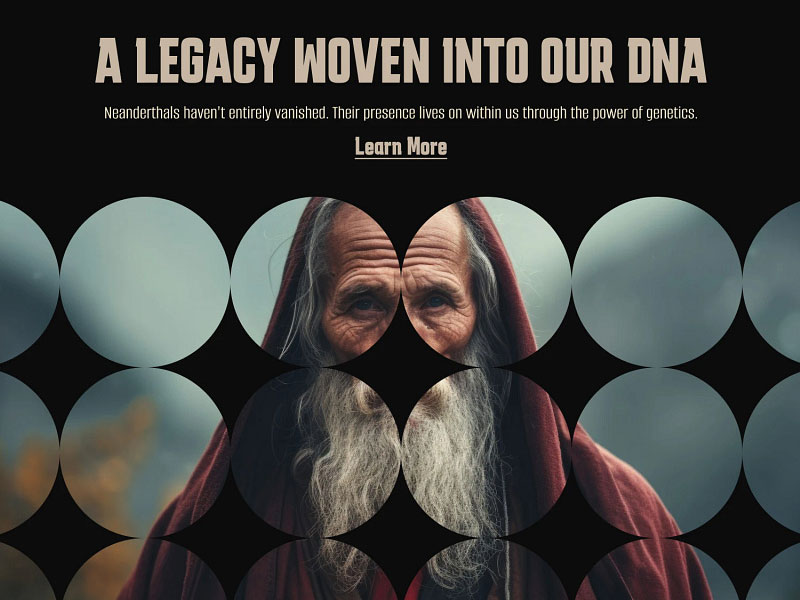 A LEGACY WOVEN INTO OUR DNA
Neanderthals haven't entirely vanished. Their presence lives on within us through the power of genetics.
Learn More